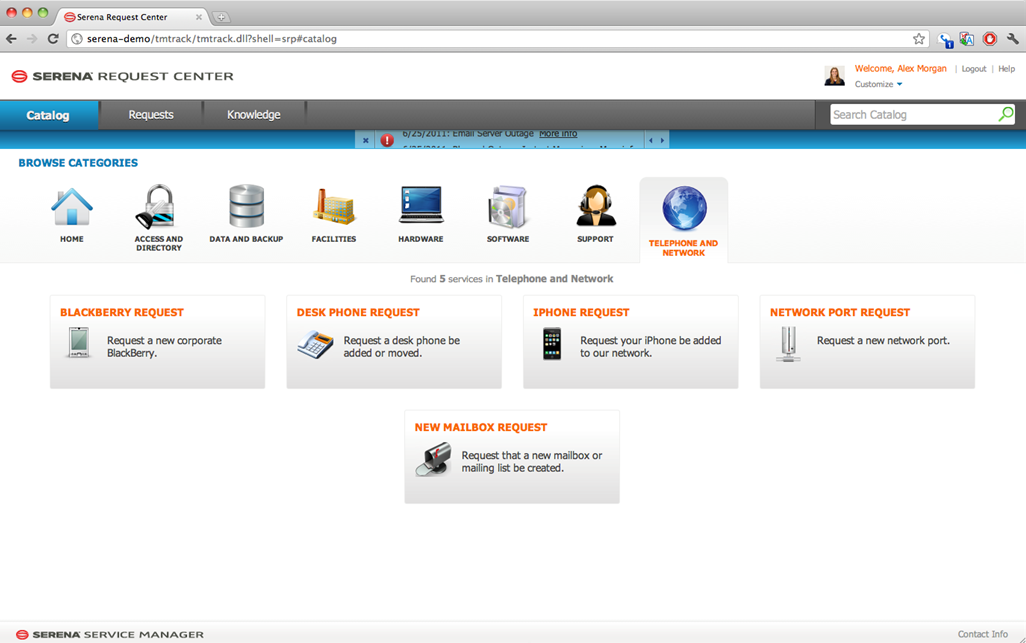 Serena Request Center
serena-demo/tmtrack/tmtrack.dll?shell=srp#catalog
1
SERENA REQUEST CENTER
Welcome, Alex Morgan | Logout | Help
Customize
Catalog
Requests
Knowledge
Search Catalog
6/25/2011: Email Server Outage More info
BROWSE CATEGORIES
HOME
ACCESS AND
DIRECTORY
DATA AND BACKUP
FACILITIES
HARDWARE
SOFTWARE
SUPPORT
TELEPHONE AND
NETWORK
Found 5 services in Telephone and Network
BLACKBERRY REQUEST
Request a new corporate
BlackBerry.
DESK PHONE REQUEST
Request a desk phone be
added or moved.
IPHONE REQUEST
Request your iPhone be added
to our network.
NETWORK PORT REQUEST
Request a new network port.
NEW MAILBOX REQUEST
Request that a new mailbox or
mailing list be created.
SERENA SERVICE MANAGER
Contact Info